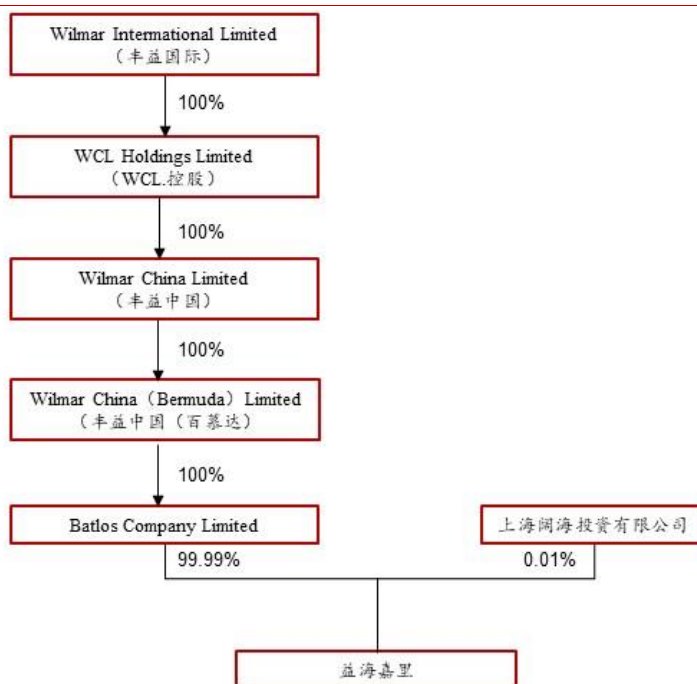 Wilmar International Limited
（丰益国际）
100%
WCL Holdings Limited
（WCL.控股）
100%
Wilmar China Limited
（丰益中国）
100%
Wilmar China（Bermuda）Limited
（丰益中国（百慕达）
100%
Batlos Company Limited
上海阔海投资有限公司
99.99%
0.01%
益海嘉里